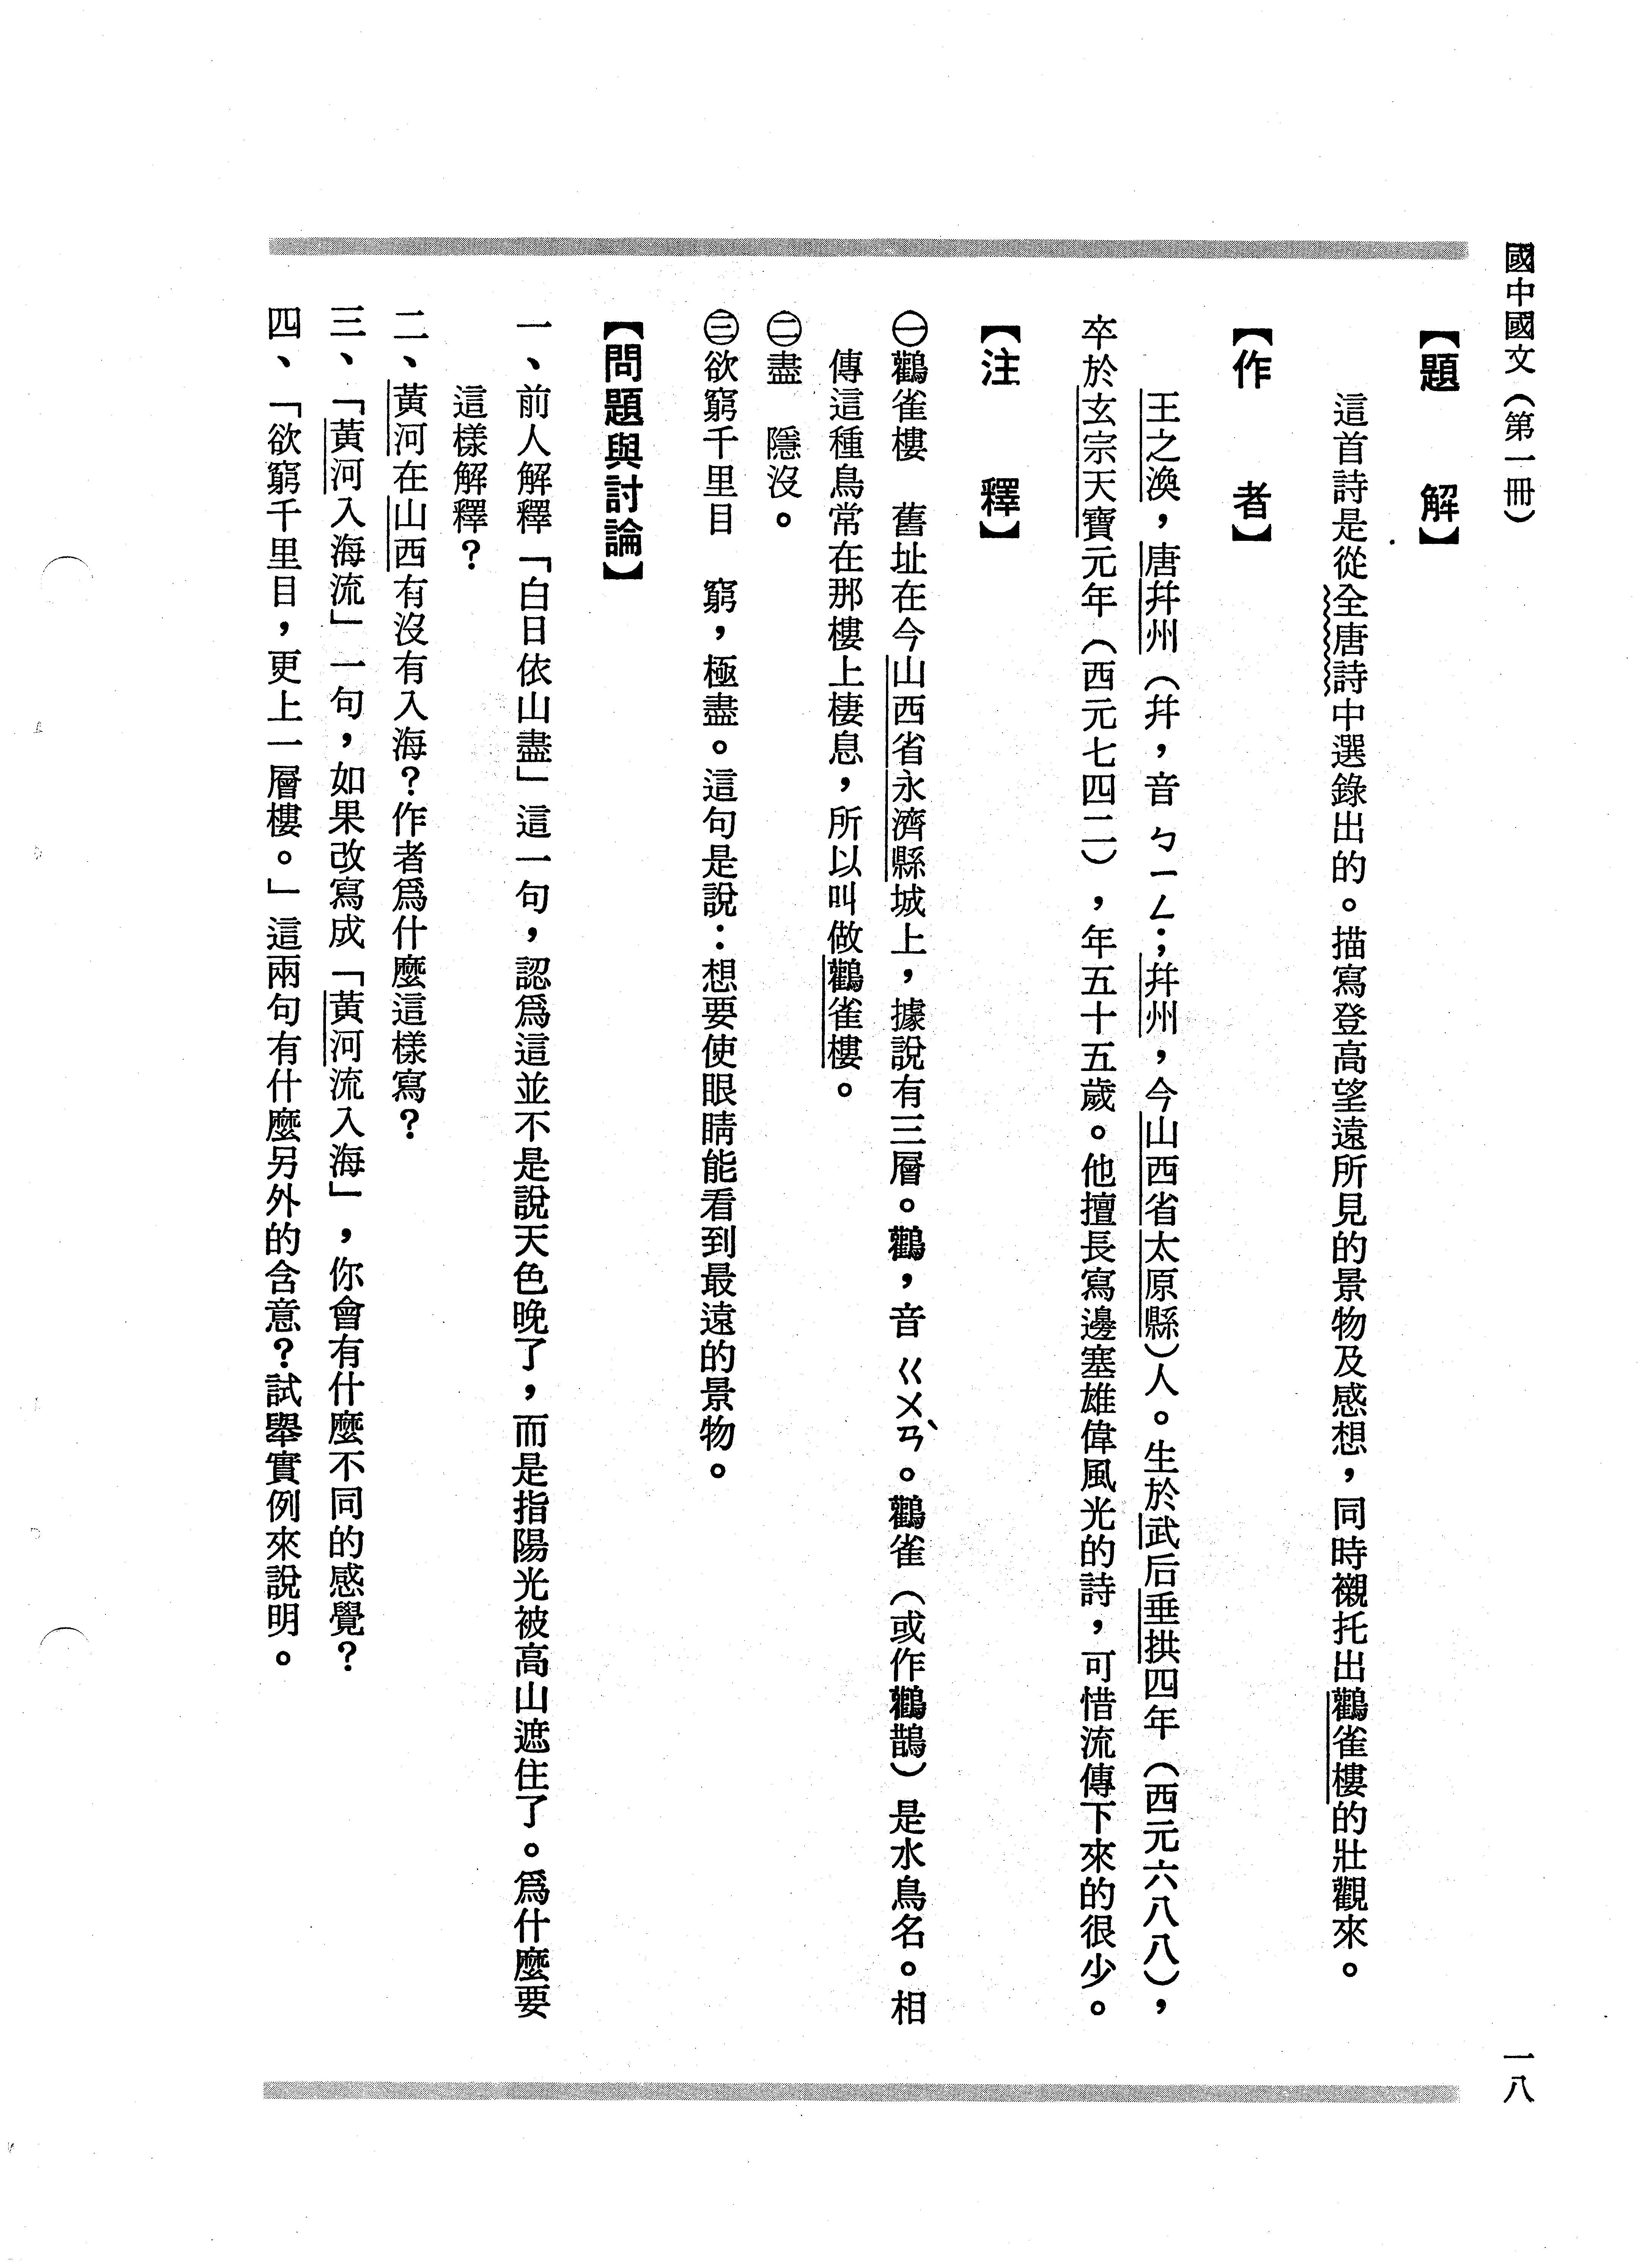 國中國文（第一冊）
一八
【題　解】
這首詩是從全唐詩中選錄出的。描寫登高望遠所見的景物及感想，同時襯托出鸛雀樓的壯觀來。
【作　者】
王之渙，唐幷州（幷，音ㄅㄧㄥ；幷州，今山西省太原縣）人。生於武后垂拱四年（西元六八八），
卒於玄宗天寶元年（西元七四二），年五十五歲。他擅長寫邊塞雄偉風光的詩，可惜流傳下來的很少。
【注　釋】
㊀鸛雀樓　舊址在今山西省永濟縣城上，據說有三層。鸛，音ㄍㄨㄢˋ。鸛雀（或作鸛鵲）是水鳥名。相
傳這種鳥常在那樓上棲息，所以叫做鸛雀樓。
㊁盡　隱沒。
㊂欲窮千里目　窮，極盡。這句是說：想要使眼睛能看到最遠的景物。
【問題與討論】
一、前人解釋「白日依山盡」這一句，認爲這並不是說天色晚了，而是指陽光被高山遮住了。爲什麼要
這樣解釋？
二、黃河在山西有沒有入海？作者爲什麼這樣寫？
三、「黃河入海流」一句，如果改寫成「黃河流入海」，你會有什麼不同的感覺？
四、「欲窮千里目，更上一層樓。」這兩句有什麼另外的含意？試舉實例來說明。